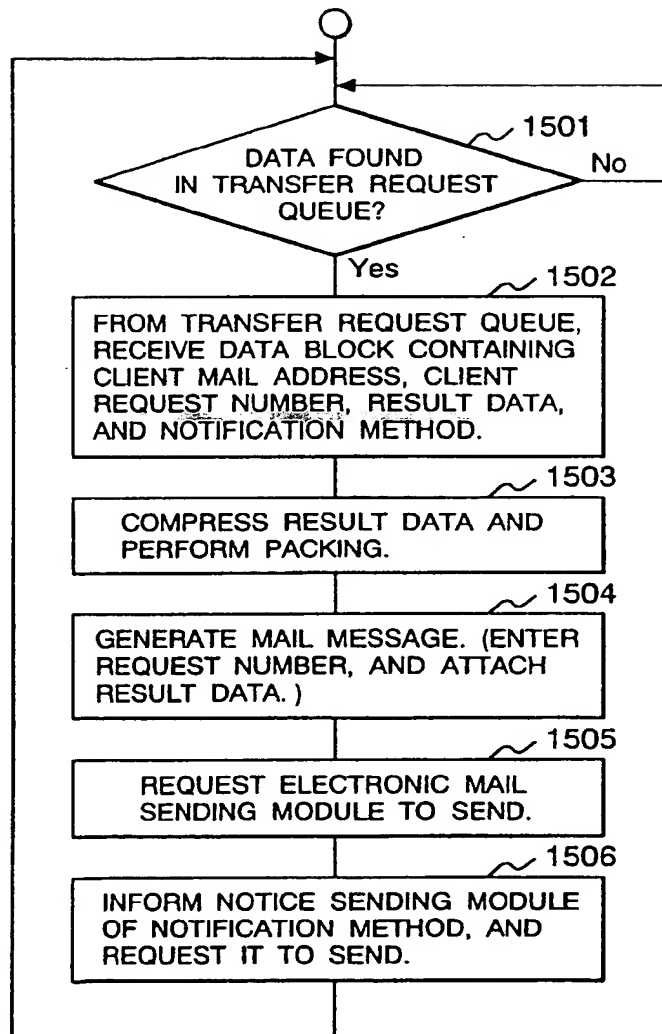 1501
DATA FOUND
IN TRANSFER REQUEST
QUEUE?
No
Yes
1502
FROM TRANSFER REQUEST QUEUE,
RECEIVE DATA BLOCK CONTAINING
CLIENT MAIL ADDRESS, CLIENT
REQUEST NUMBER, RESULT DATA,
AND NOTIFICATION METHOD.
1503
COMPRESS RESULT DATA AND
PERFORM PACKING.
1504
GENERATE MAIL MESSAGE. (ENTER
REQUEST NUMBER, AND ATTACH
RESULT DATA.)
1505
REQUEST ELECTRONIC MAIL
SENDING MODULE TO SEND.
1506
INFORM NOTICE SENDING MODULE
OF NOTIFICATION METHOD, AND
REQUEST IT TO SEND.